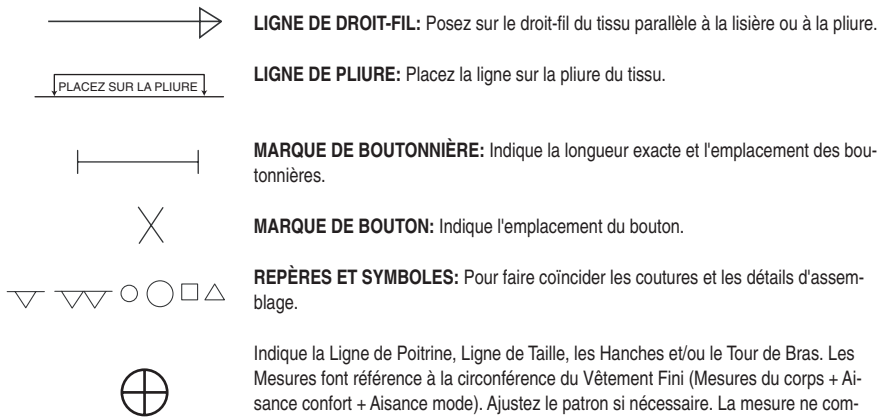 LIGNE DE DROIT-FIL: Posez sur le droit-fil du tissu parallèle à la lisière ou à la pliure.
PLACEZ SUR LA PLIURE
LIGNE DE PLIURE: Placez la ligne sur la pliure du tissu.
MARQUE DE BOUTONNIÈRE: Indique la longueur exacte et l'emplacement des bou-
tonnières.
MARQUE DE BOUTON: Indique l'emplacement du bouton.
REPÈRES ET SYMBOLES: Pour faire coïncider les coutures et les détails d'assem-
blage.
Indique la Ligne de Poitrine, Ligne de Taille, les Hanches et/ou le Tour de Bras. Les
Mesures font référence à la circonférence du Vêtement Fini (Mesures du corps + Ai-
sance confort + Aisance mode). Ajustez le patron si nécessaire. La mesure ne com-